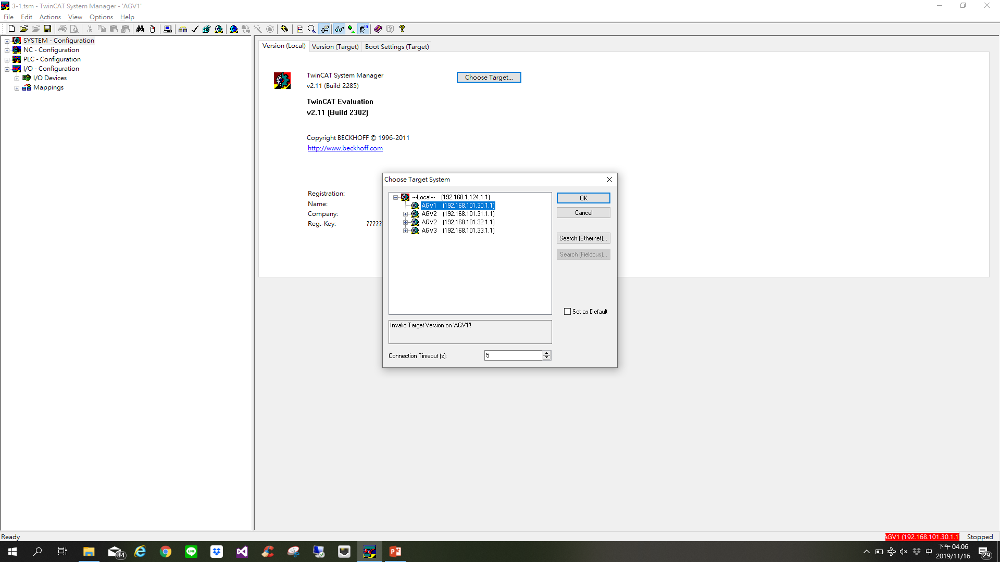 3-1.tsm - TwinCAT System Manager - 'AGV1'
File Edit Actions View Options Help
SYSTEM - Configuration
NC - Configuration
PLC - Configuration
I/O - Configuration
I/O Devices
Mappings
Version (Local) Version (Target) Boot Settings (Target)
TwinCAT System Manager
v2.11 (Build 2285)
Choose Target...
TwinCAT Evaluation
v2.11 (Build 2302)
Copyright BECKHOFF © 1996-2011
http://www.beckhoff.com
Registration:
Name:
Company:
Reg.-Key: ?????
Choose Target System
---Local--- (192.168.1.124.1.1)
AGV1 (192.168.101.30.1.1)
AGV2 (192.168.101.31.1.1)
AGV2 (192.168.101.32.1.1)
AGV3 (192.168.101.33.1.1)
OK
Cancel
Search (Ethernet)...
Search (Fieldbus)...
Set as Default
Invalid Target Version on 'AGV1'!
Connection Timeout (s): 5
Ready
AGV1 (192.168.101.30.1.1) Stopped
34
LINE
中
下午 04:06
2019/11/16
29